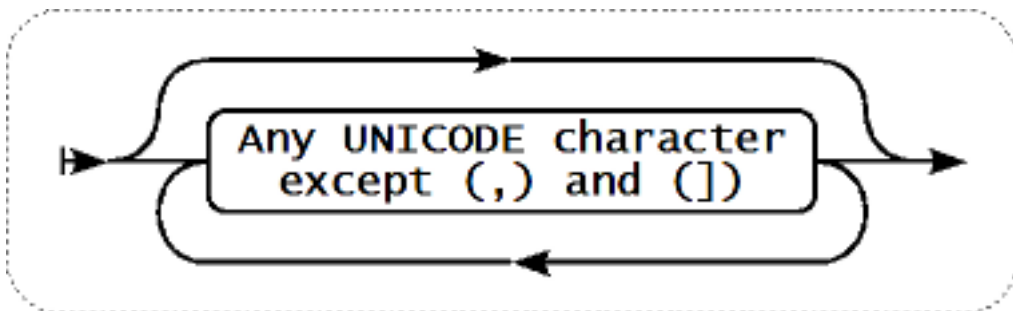 Any UNICODE character
except (,) and (])